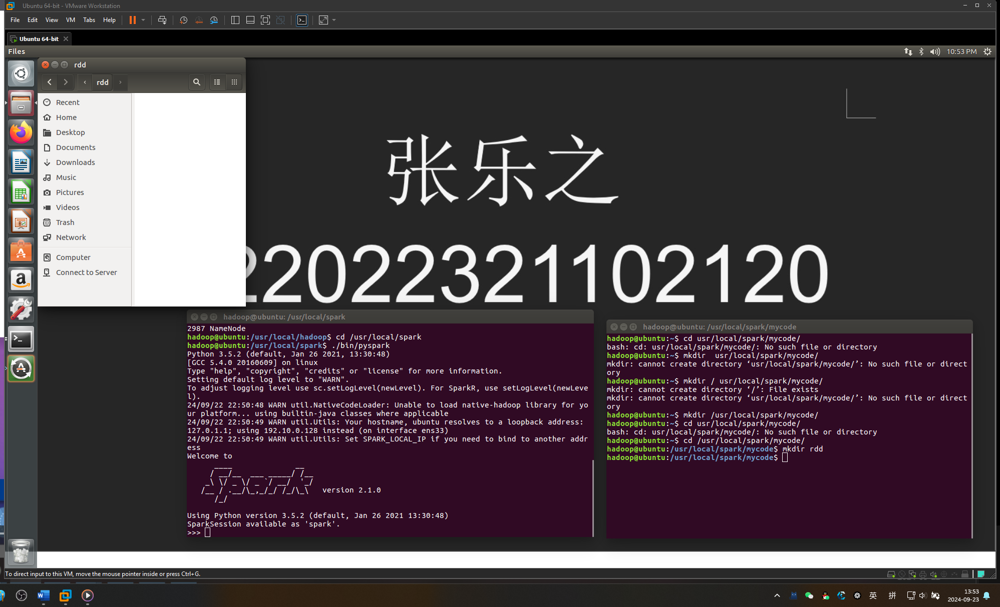 Ubuntu 64-bit - VMware Workstation
File Edit View VM Tabs Help
Ubuntu 64-bit
Files
10:53 PM
rdd
rdd
Recent
Home
Desktop
Documents
Downloads
Music
Pictures
Videos
Trash
Network
Computer
Connect to Server
张乐之
2202232110 2120
hadoop@ubuntu: /usr/local/spark
2987 NameNode
hadoop@ubuntu:/usr/local/hadoop$ cd /usr/local/spark
hadoop@ubuntu:/usr/local/spark$ ./bin/pyspark
Python 3.5.2 (default, Jan 26 2021, 13:30:48)
[GCC 5.4.0 20160609] on linux
Type "help", "copyright", "credits" or "license" for more information.
Setting default log level to "WARN".
To adjust logging level use sc.setLogLevel(newLevel). For SparkR, use setLogLevel(newLeve
l).
24/09/22 22:50:48 WARN util.NativeCodeLoader: Unable to load native-hadoop library for yo
ur platform... using builtin-java classes where applicable
24/09/22 22:50:49 WARN util.Utils: Your hostname, ubuntu resolves to a loopback address:
127.0.1.1; using 192.10.0.128 instead (on interface ens33)
24/09/22 22:50:49 WARN util.Utils: Set SPARK_LOCAL_IP if you need to bind to another addr
ess
Welcome to
version 2.1.0
Using Python version 3.5.2 (default, Jan 26 2021 13:30:48)
SparkSession available as 'spark'.
>>>
hadoop@ubuntu: /usr/local/spark/mycode
hadoop@ubuntu:~$ cd usr/local/spark/mycode/
bash: cd: usr/local/spark/mycode/: No such file or directory
hadoop@ubuntu:~$ mkdir  usr/local/spark/mycode/
mkdir: cannot create directory ‘usr/local/spark/mycode/’: No such file or direct
ory
hadoop@ubuntu:~$ mkdir / usr/local/spark/mycode/
mkdir: cannot create directory ‘/’: File exists
mkdir: cannot create directory ‘usr/local/spark/mycode/’: No such file or direct
ory
hadoop@ubuntu:~$ mkdir /usr/local/spark/mycode/
hadoop@ubuntu:~$ cd usr/local/spark/mycode/
bash: cd: usr/local/spark/mycode/: No such file or directory
hadoop@ubuntu:~$ cd /usr/local/spark/mycode/
hadoop@ubuntu:/usr/local/spark/mycode$ mkdir rdd
hadoop@ubuntu:/usr/local/spark/mycode$
To direct input to this VM, move the mouse pointer inside or press Ctrl+G.
英 拼
13:53
2024-09-23